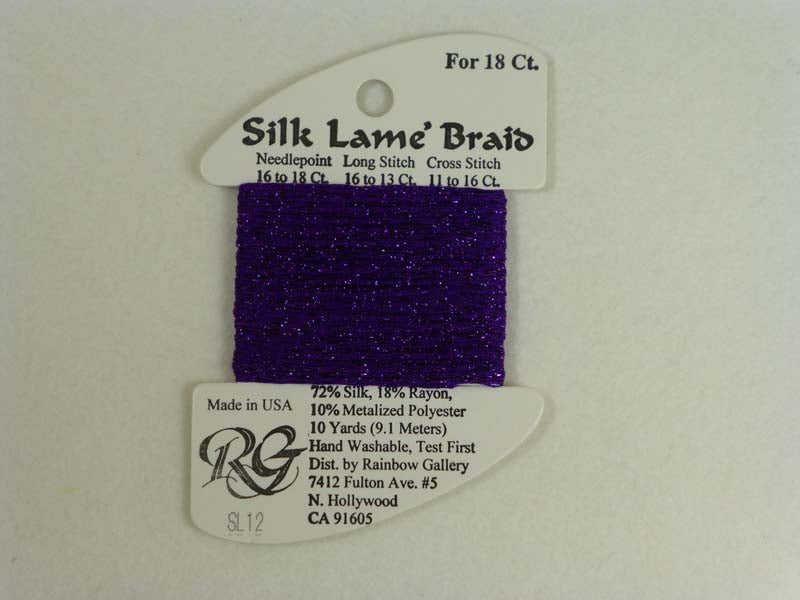 For 18 Ct.
Silk Lame' Braid
Needlepoint Long Stitch Cross Stitch
16 to 18 Ct. 16 to 13 Ct. 11 to 16 Ct.
Made in USA
RG
SL12
72% Silk, 18% Rayon,
10% Metalized Polyester
10 Yards (9.1 Meters)
Hand Washable, Test First
Dist. by Rainbow Gallery
7412 Fulton Ave. #5
N. Hollywood
CA 91605